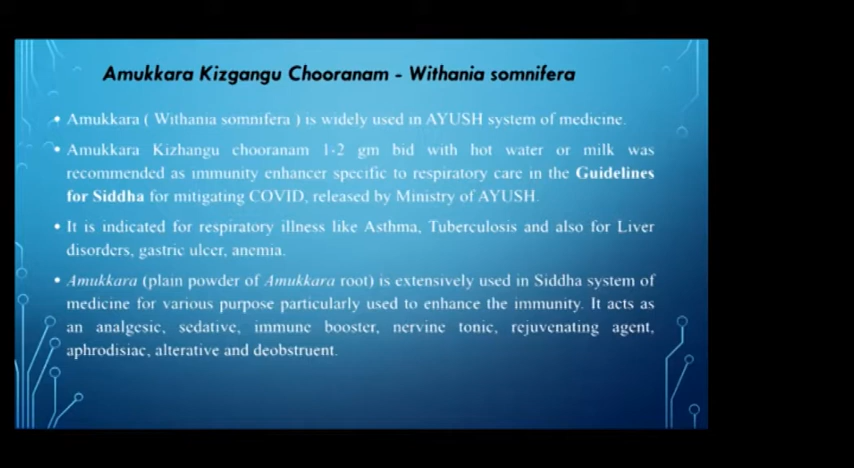 Amukkara Kizgangu Chooranam - Withania somnifera
• Amukkara ( Withania somnifera ) is widely used in AYUSH system of medicine.
• Amukkara Kizhangu chooranam 1-2 gm bid with hot water or milk was
recommended as immunity enhancer specific to respiratory care in the Guidelines
for Siddha for mitigating COVID, released by Ministry of AYUSH.
• It is indicated for respiratory illness like Asthma, Tuberculosis and also for Liver
disorders, gastric ulcer, anemia.
• Amukkara (plain powder of Amukkara root) is extensively used in Siddha system of
medicine for various purpose particularly used to enhance the immunity. It acts as
an analgesic, sedative, immune booster, nervine tonic, rejuvenating agent,
aphrodisiac, alterative and deobstruent.